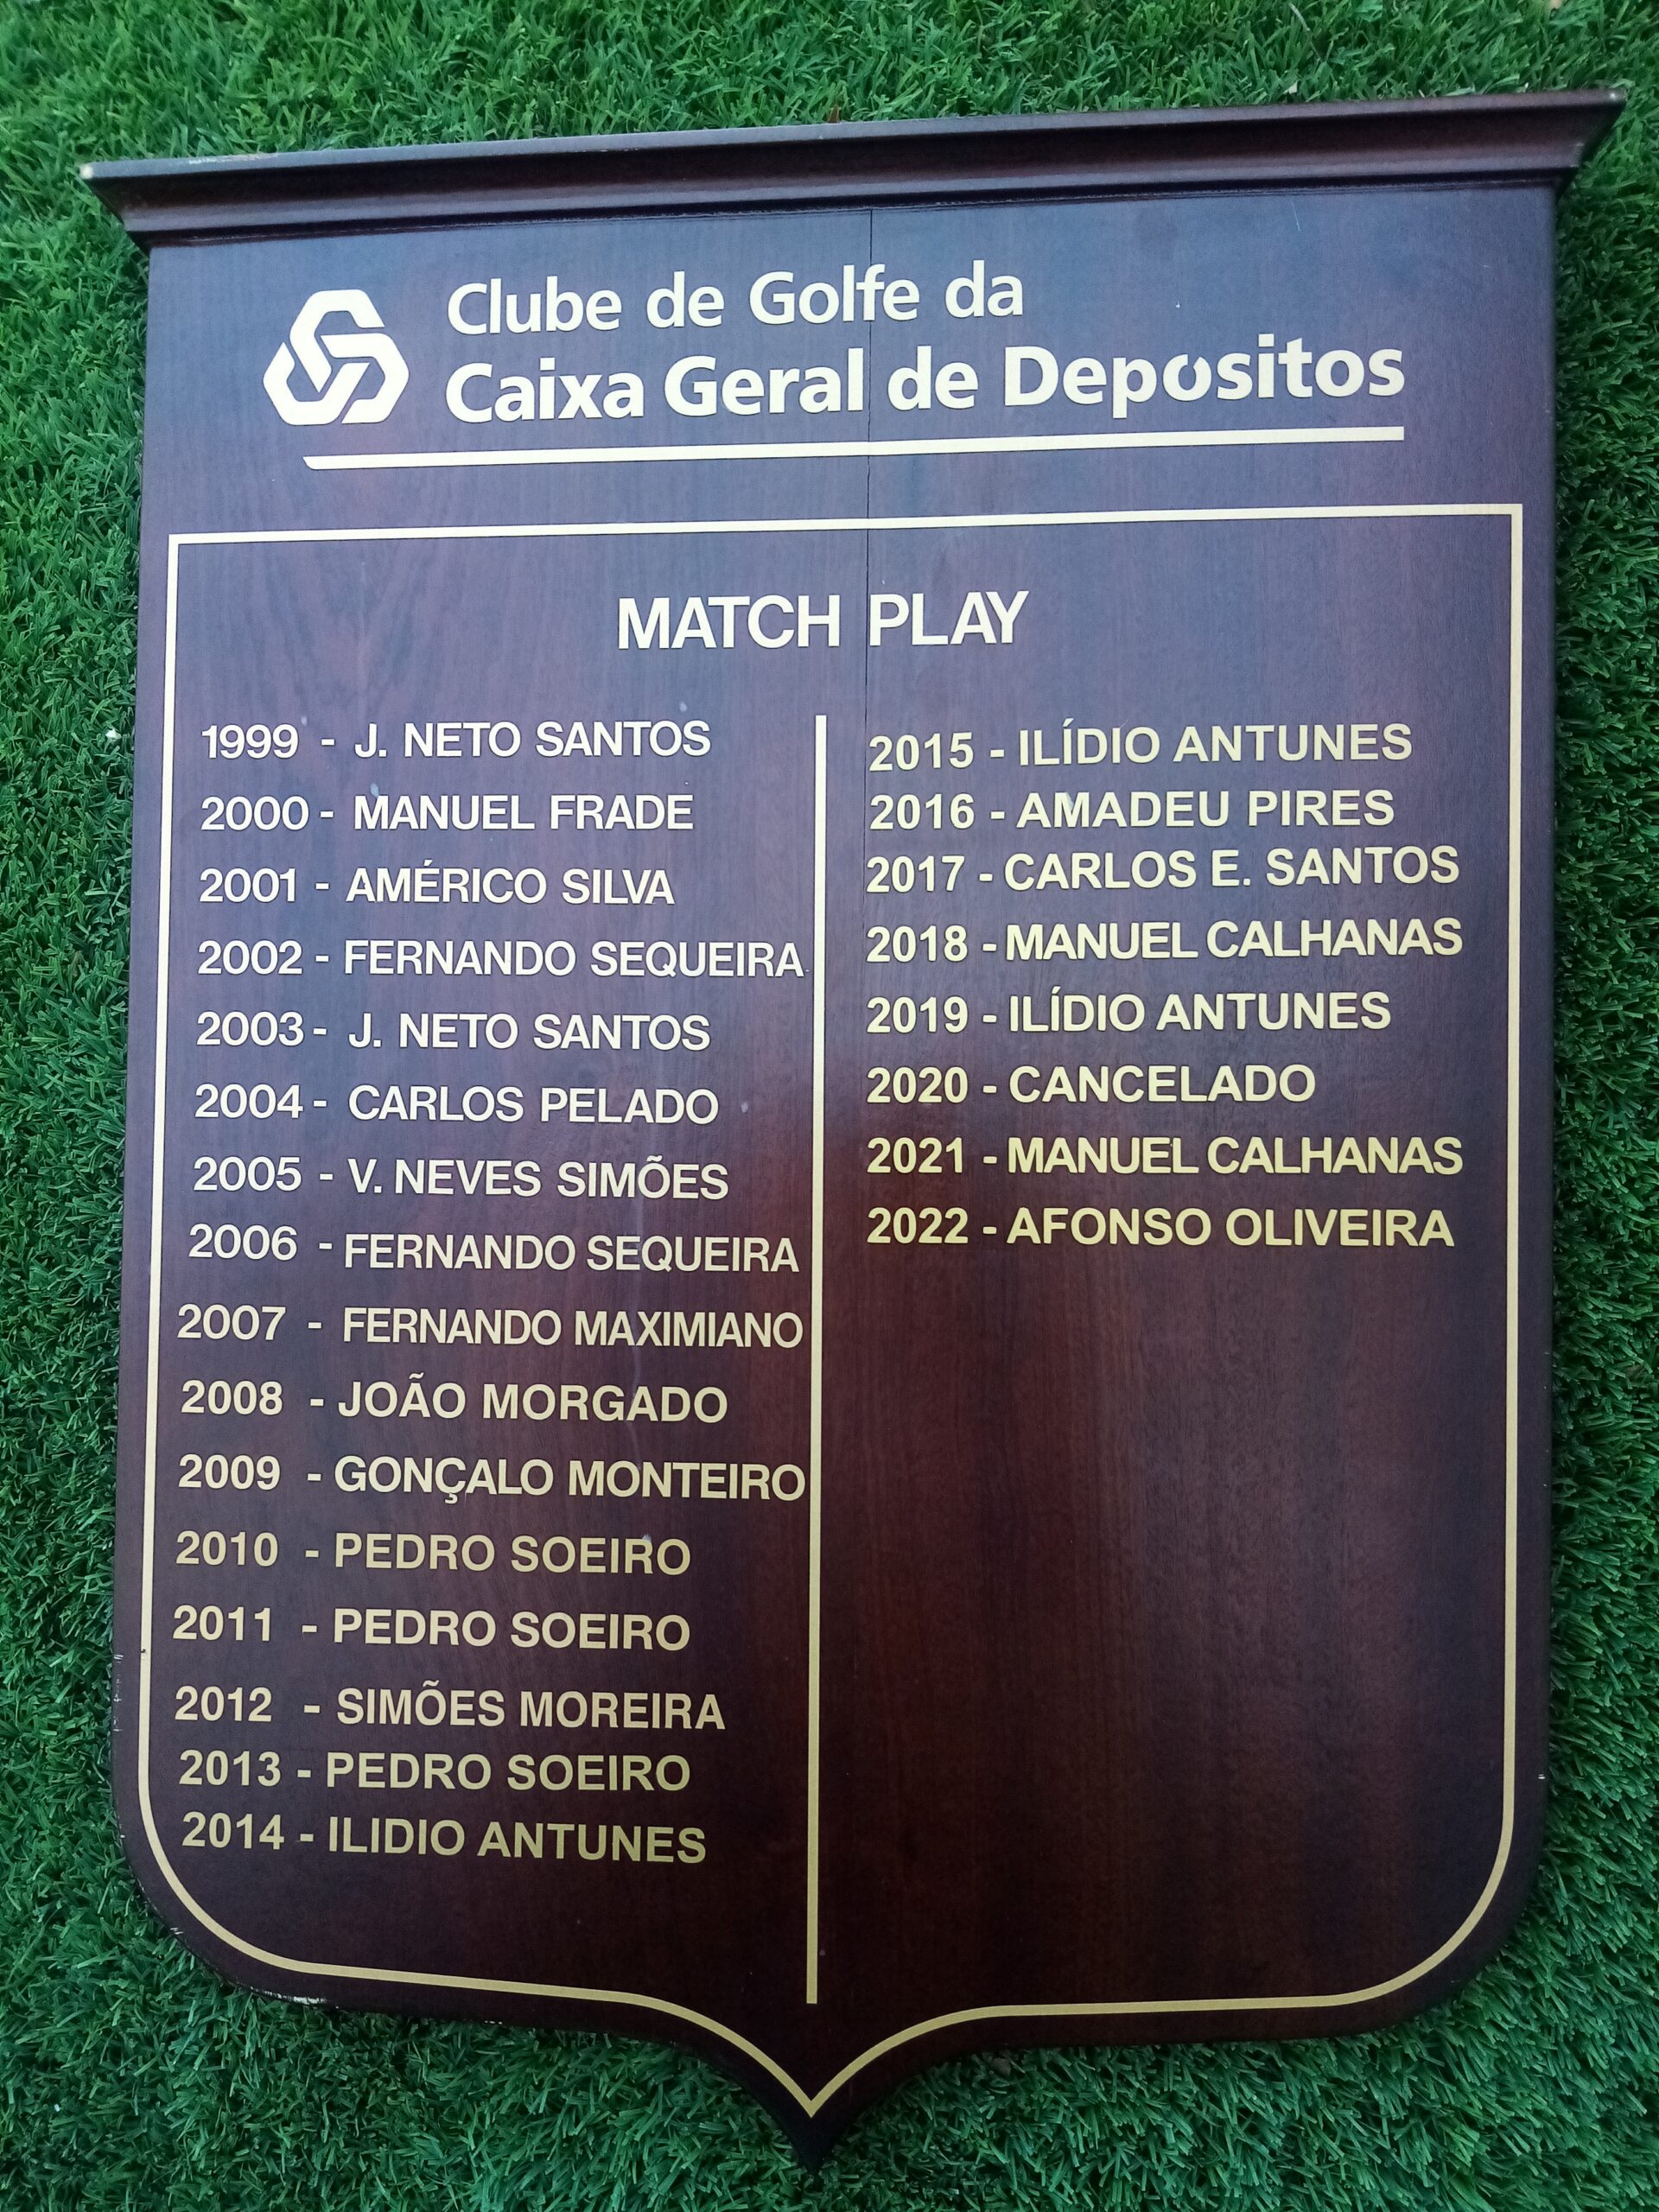 Clube de Golfe da
Caixa Geral de Depositos
MATCH PLAY
1999 - J. NETO SANTOS
2000 - MANUEL FRADE
2001 - AMÉRICO SILVA
2002 - FERNANDO SEQUEIRA
2003 - J. NETO SANTOS
2004 - CARLOS PELADO
2005 - V. NEVES SIMÕES
2006 - FERNANDO SEQUEIRA
2007 - FERNANDO MAXIMIANO
2008 - JOÃO MORGADO
2009 - GONÇALO MONTEIRO
2010 - PEDRO SOEIRO
2011 - PEDRO SOEIRO
2012 - SIMÕES MOREIRA
2013 - PEDRO SOEIRO
2014 - ILIDIO ANTUNES
2015 - ILÍDIO ANTUNES
2016 - AMADEU PIRES
2017 - CARLOS E. SANTOS
2018 - MANUEL CALHANAS
2019 - ILÍDIO ANTUNES
2020 - CANCELADO
2021 - MANUEL CALHANAS
2022 - AFONSO OLIVEIRA